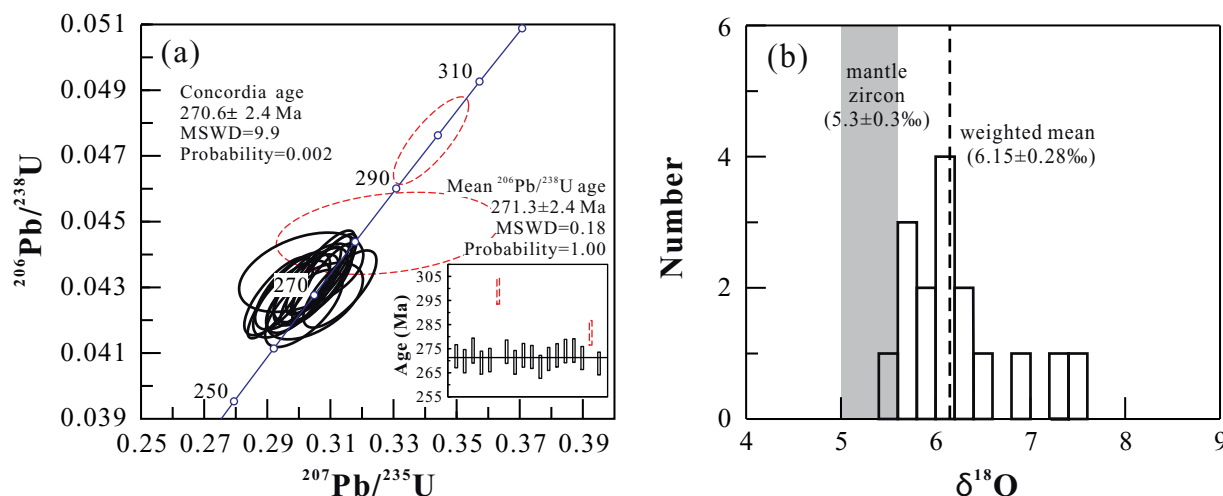 (a)
Concordia age
270.6± 2.4 Ma
MSWD=9.9
Probability=0.002
310
290
270
250
Mean ²⁰⁶Pb/²³⁸U age
271.3±2.4 Ma
MSWD=0.18
Probability=1.00
Age (Ma)
305
295
285
275
265
255
²⁰⁶Pb/²³⁸U
0.051
0.049
0.047
0.045
0.043
0.041
0.039
0.25 0.27 0.29 0.31 0.33 0.35 0.37 0.39
²⁰⁷Pb/²³⁵U
(b)
mantle
zircon
(5.3±0.3‰)
weighted mean
(6.15±0.28‰)
Number
6
4
2
0
4 5 6 7 8 9
δ¹⁸O